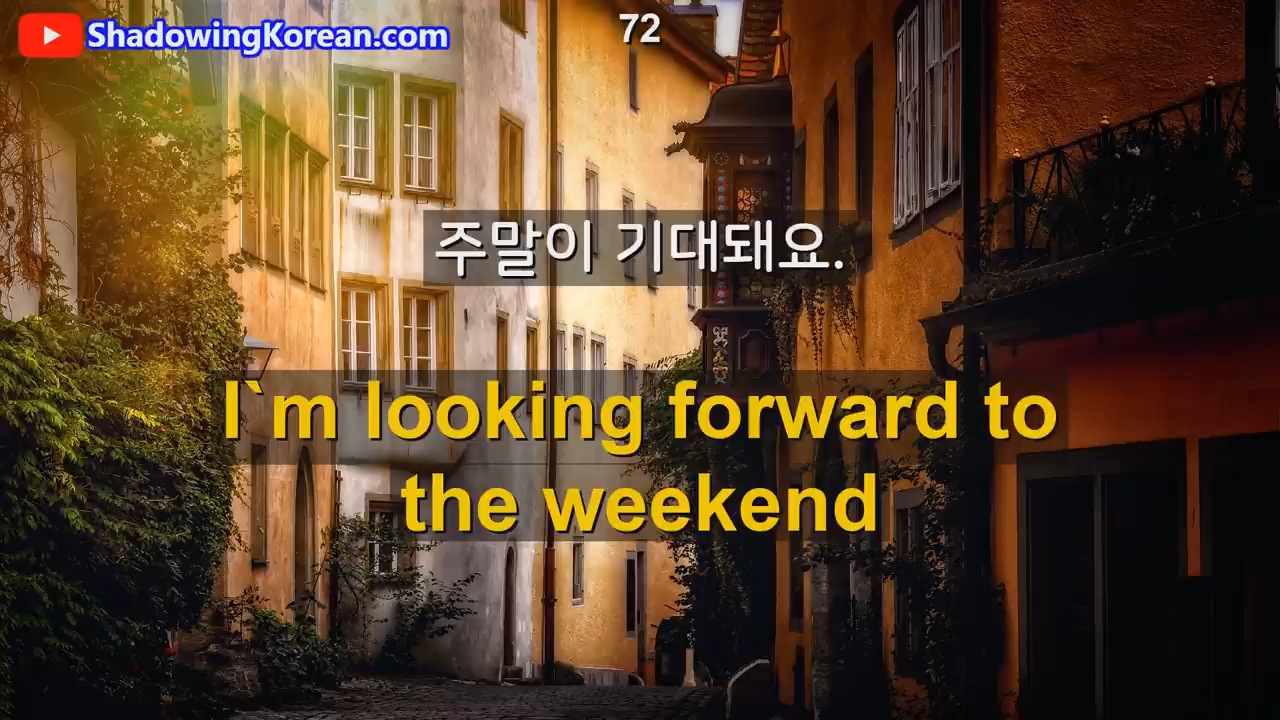 ShadowingKorean.com
72
주말이 기대돼요.
I`m looking forward to
the weekend